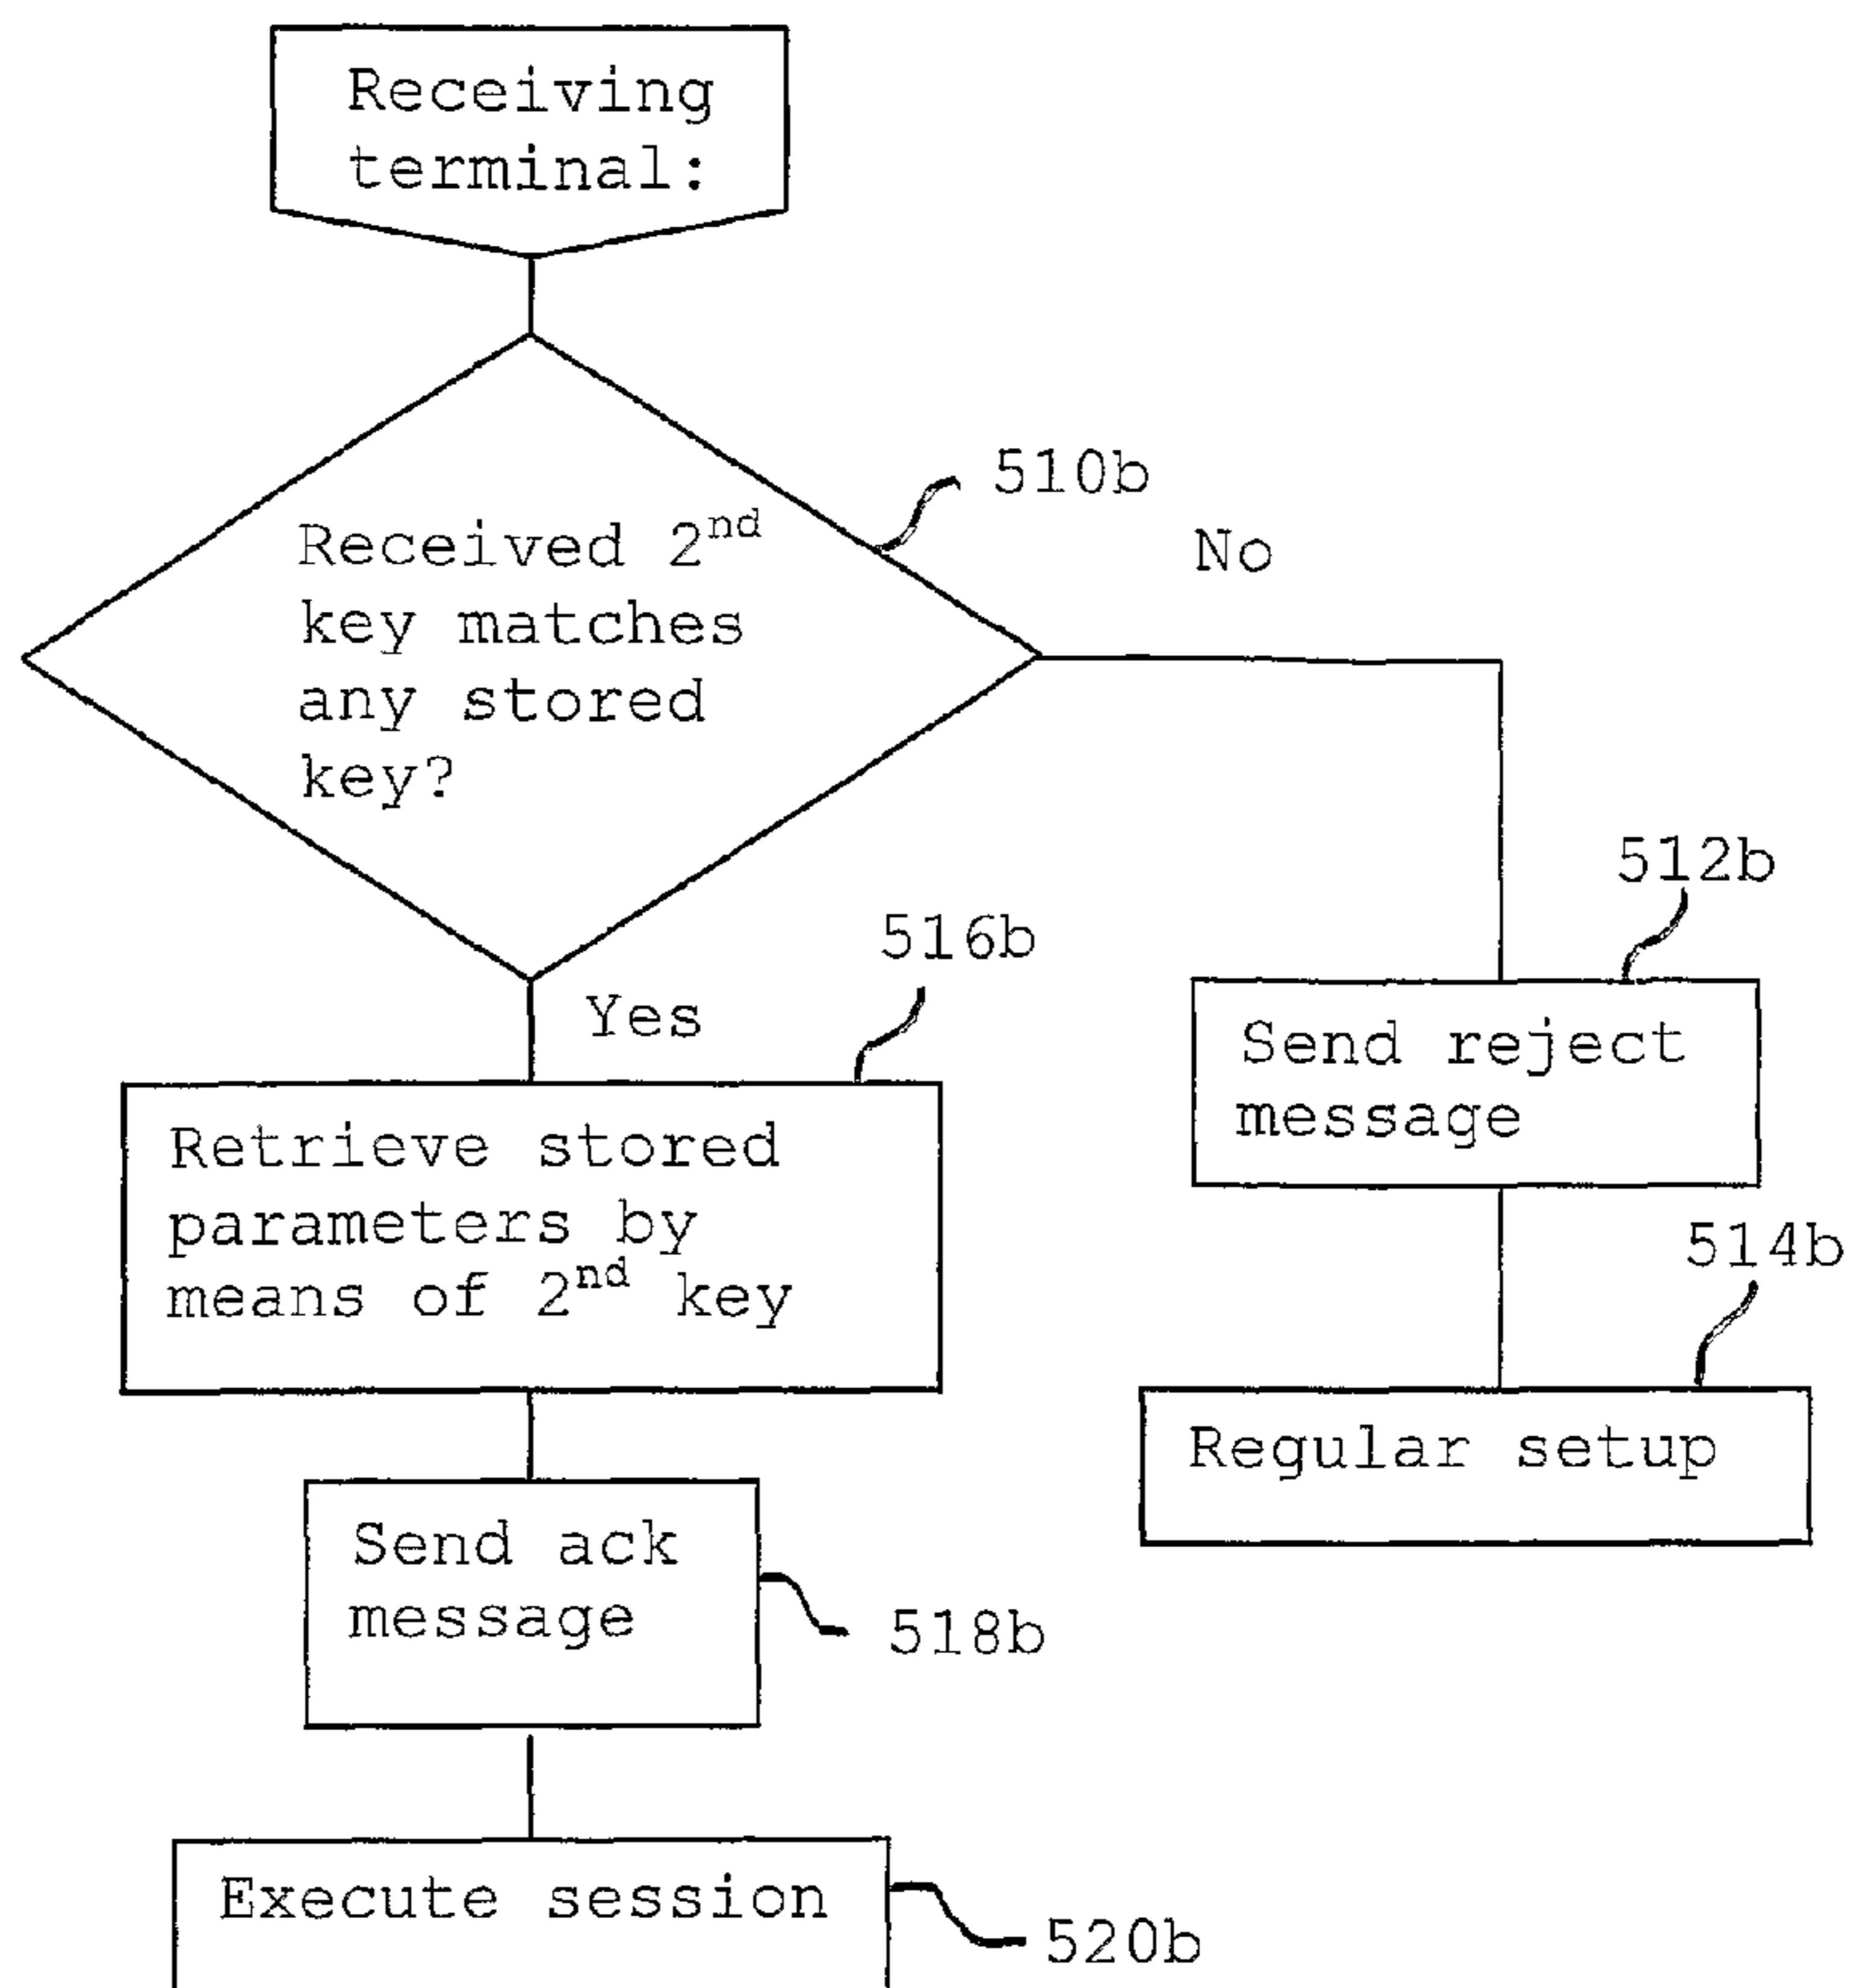 Receiving
terminal:
510b
No
Received 2nd
key matches
any stored
key?
512b
516b
Yes
Send reject
message
Retrieve stored
parameters by
means of 2nd key
514b
Regular setup
Send ack
message
518b
Execute session
520b